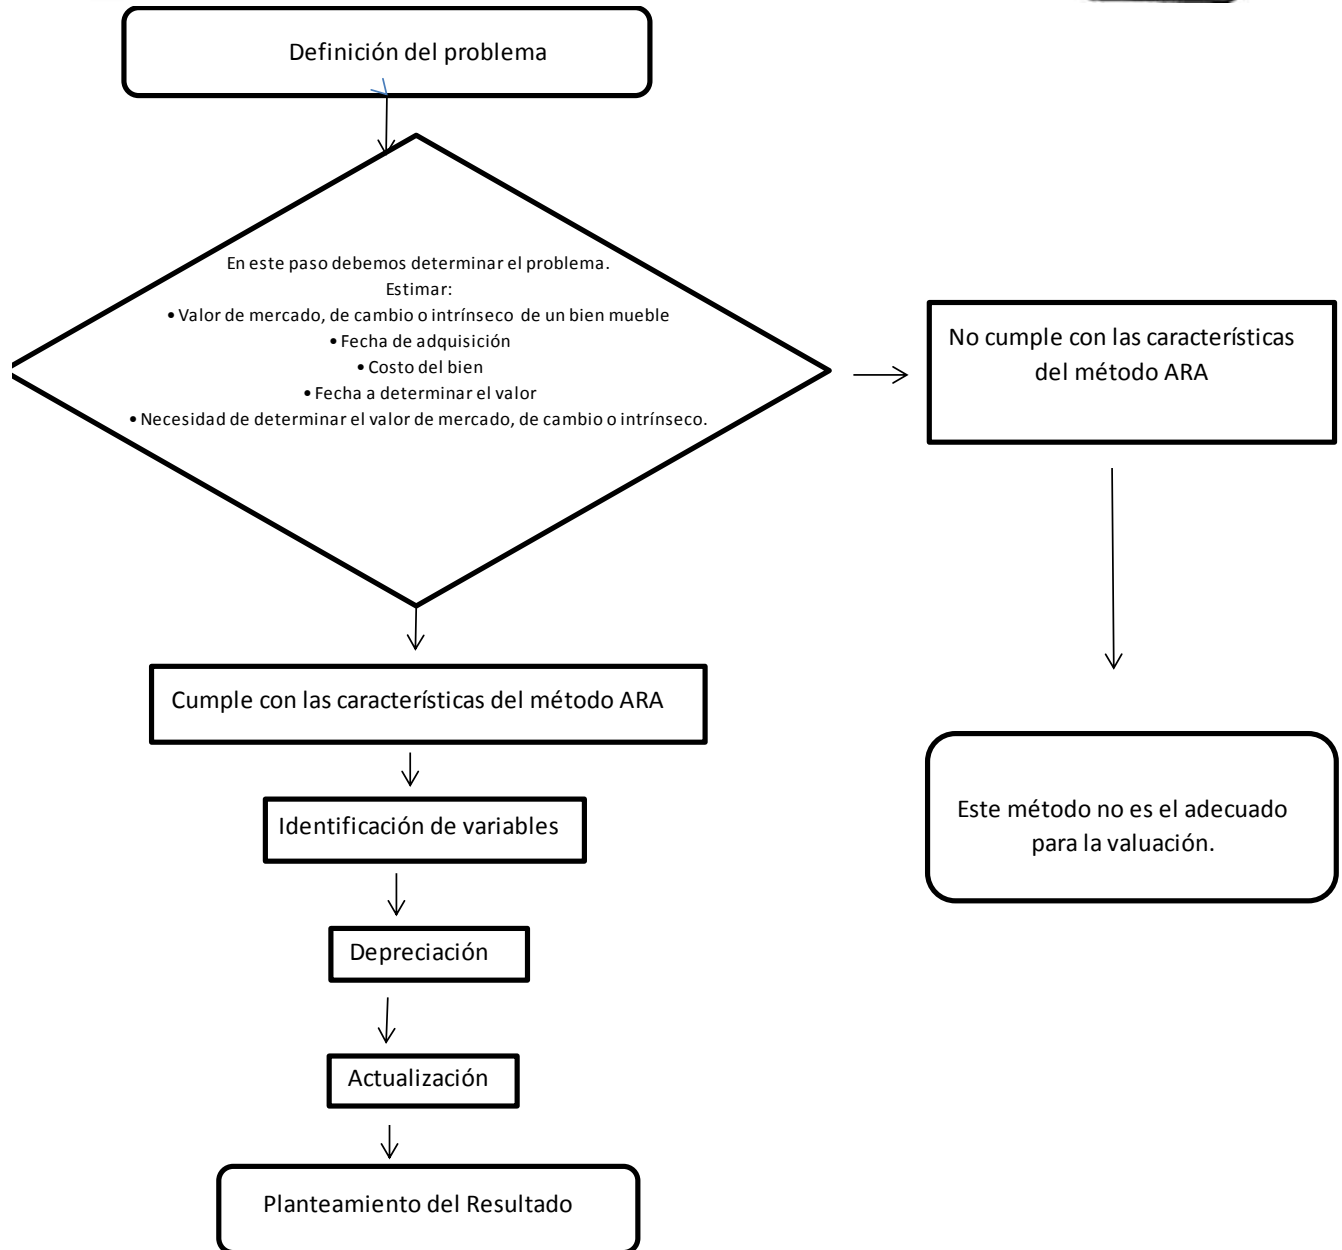 Definición del problema
En este paso debemos determinar el problema.
Estimar:
• Valor de mercado, de cambio o intrínseco de un bien mueble
• Fecha de adquisición
• Costo del bien
• Fecha a determinar el valor
• Necesidad de determinar el valor de mercado, de cambio o intrínseco.
No cumple con las características
del método ARA
Cumple con las características del método ARA
Identificación de variables
Este método no es el adecuado
para la valuación.
Depreciación
Actualización
Planteamiento del Resultado